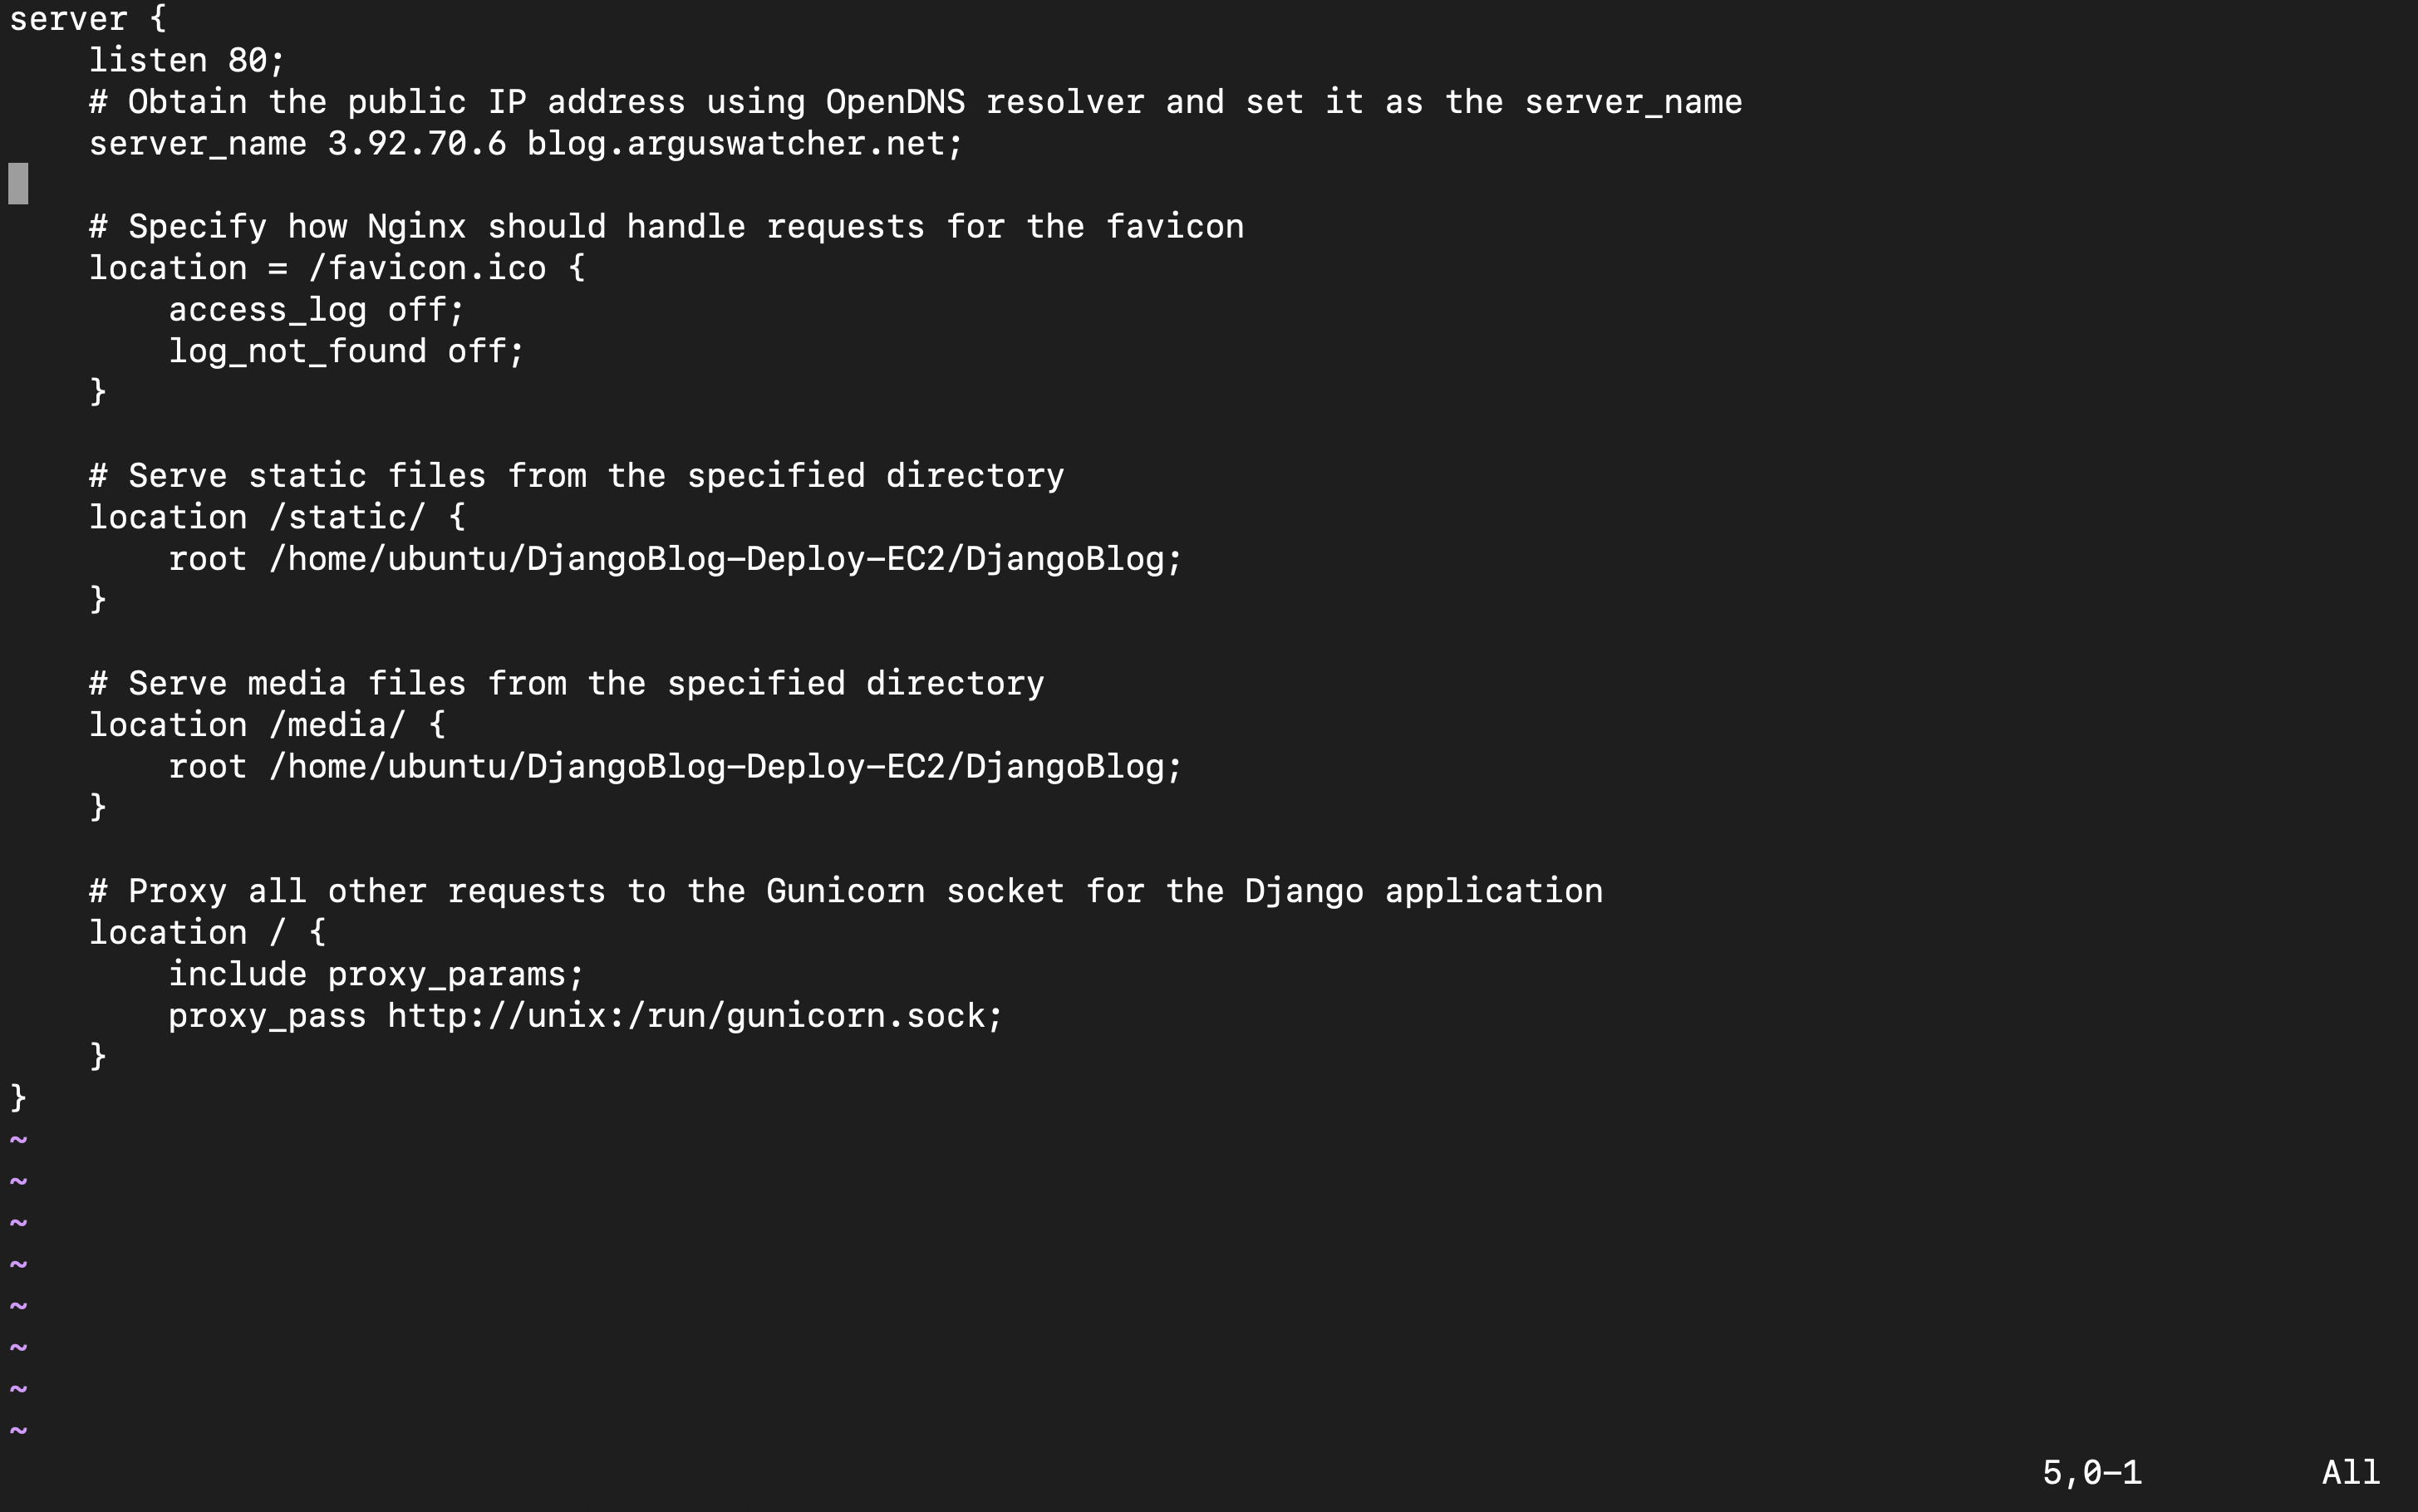 server {
    listen 80;
    # Obtain the public IP address using OpenDNS resolver and set it as the server_name
    server_name 3.92.70.6 blog.arguswatcher.net;

    # Specify how Nginx should handle requests for the favicon
    location = /favicon.ico {
        access_log off;
        log_not_found off;
    }

    # Serve static files from the specified directory
    location /static/ {
        root /home/ubuntu/DjangoBlog-Deploy-EC2/DjangoBlog;
    }

    # Serve media files from the specified directory
    location /media/ {
        root /home/ubuntu/DjangoBlog-Deploy-EC2/DjangoBlog;
    }

    # Proxy all other requests to the Gunicorn socket for the Django application
    location / {
        include proxy_params;
        proxy_pass http://unix:/run/gunicorn.sock;
    }
}
~
~
~
~
~
~
~
~
5,0-1 All